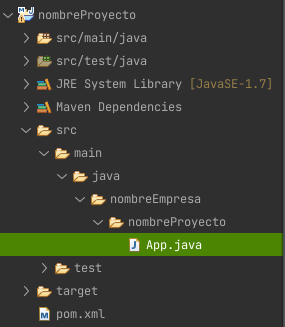 nombreProyecto
src/main/java
src/test/java
JRE System Library [JavaSE-1.7]
Maven Dependencies
src
main
java
nombreEmpresa
nombreProyecto
App.java
test
target
pom.xml